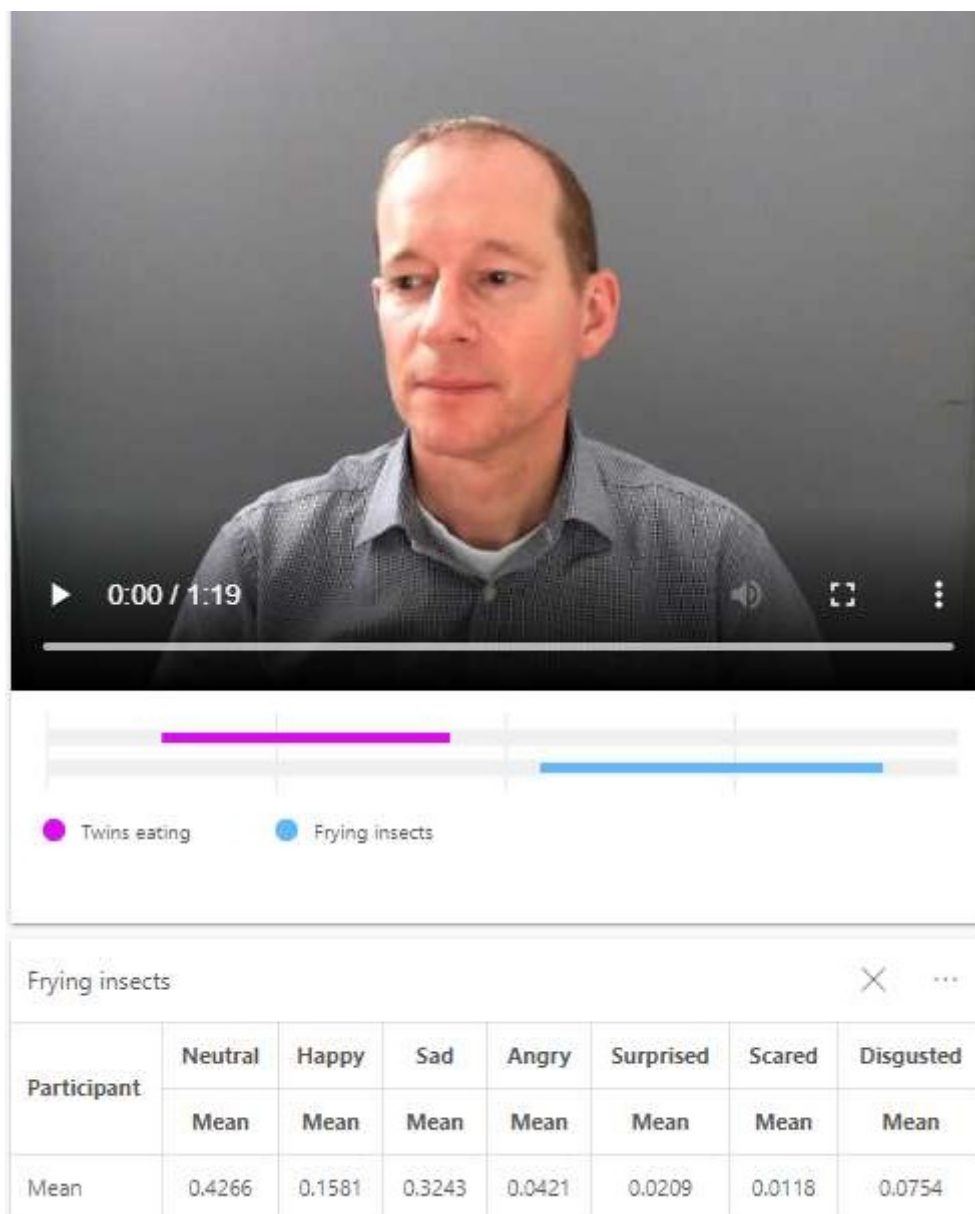 0:00 / 1:19
Twins eating Frying insects
Frying insects
Participant Neutral Happy Sad Angry Surprised Scared Disgusted
Mean Mean Mean Mean Mean Mean Mean
Mean 0.4266 0.1581 0.3243 0.0421 0.0209 0.0118 0.0754